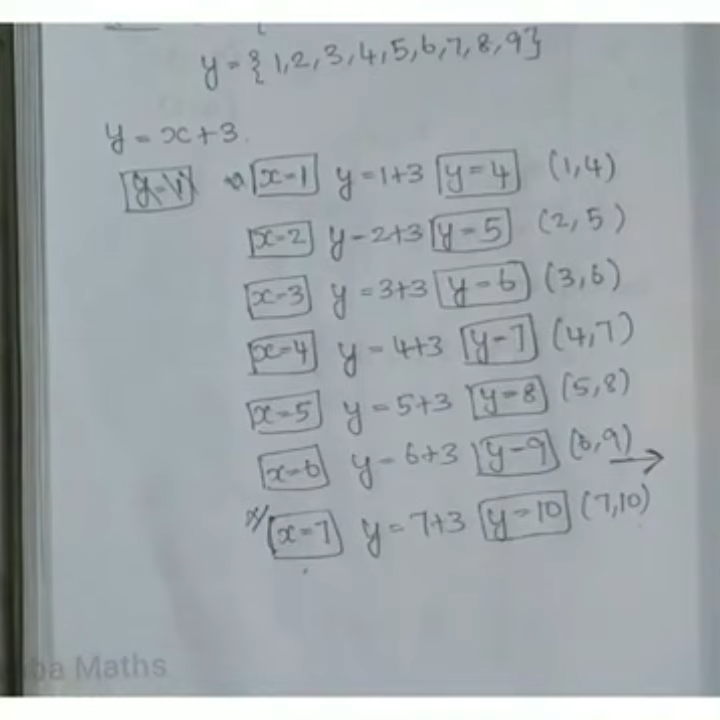 y = { 1, 2, 3, 4, 5, 6, 7, 8, 9}
y = x + 3.
x = 1 y = 1+3 y = 4 (1,4)
x = 2 y = 2+3 y = 5 (2,5)
x = 3 y = 3+3 y = 6 (3,6)
x = 4 y = 4+3 y = 7 (4,7)
x = 5 y = 5+3 y = 8 (5,8)
x = 6 y = 6+3 y = 9 (6,9) →
x = 7 y = 7+3 y = 10 (7,10)
ba Maths